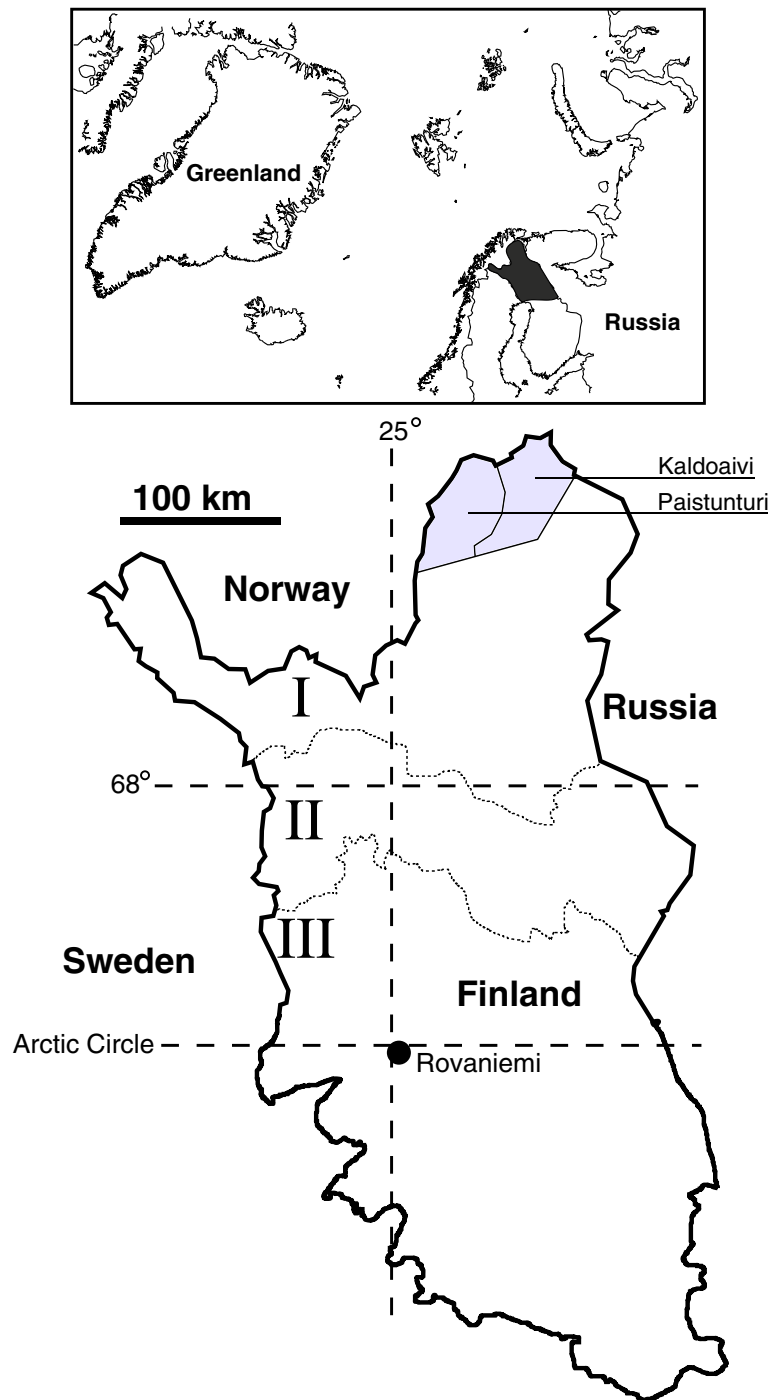 Greenland
Russia
25°
Kaldoaivi
Paistunturi
100 km
Norway
I
Russia
68°
II
III
Sweden
Finland
Arctic Circle
Rovaniemi